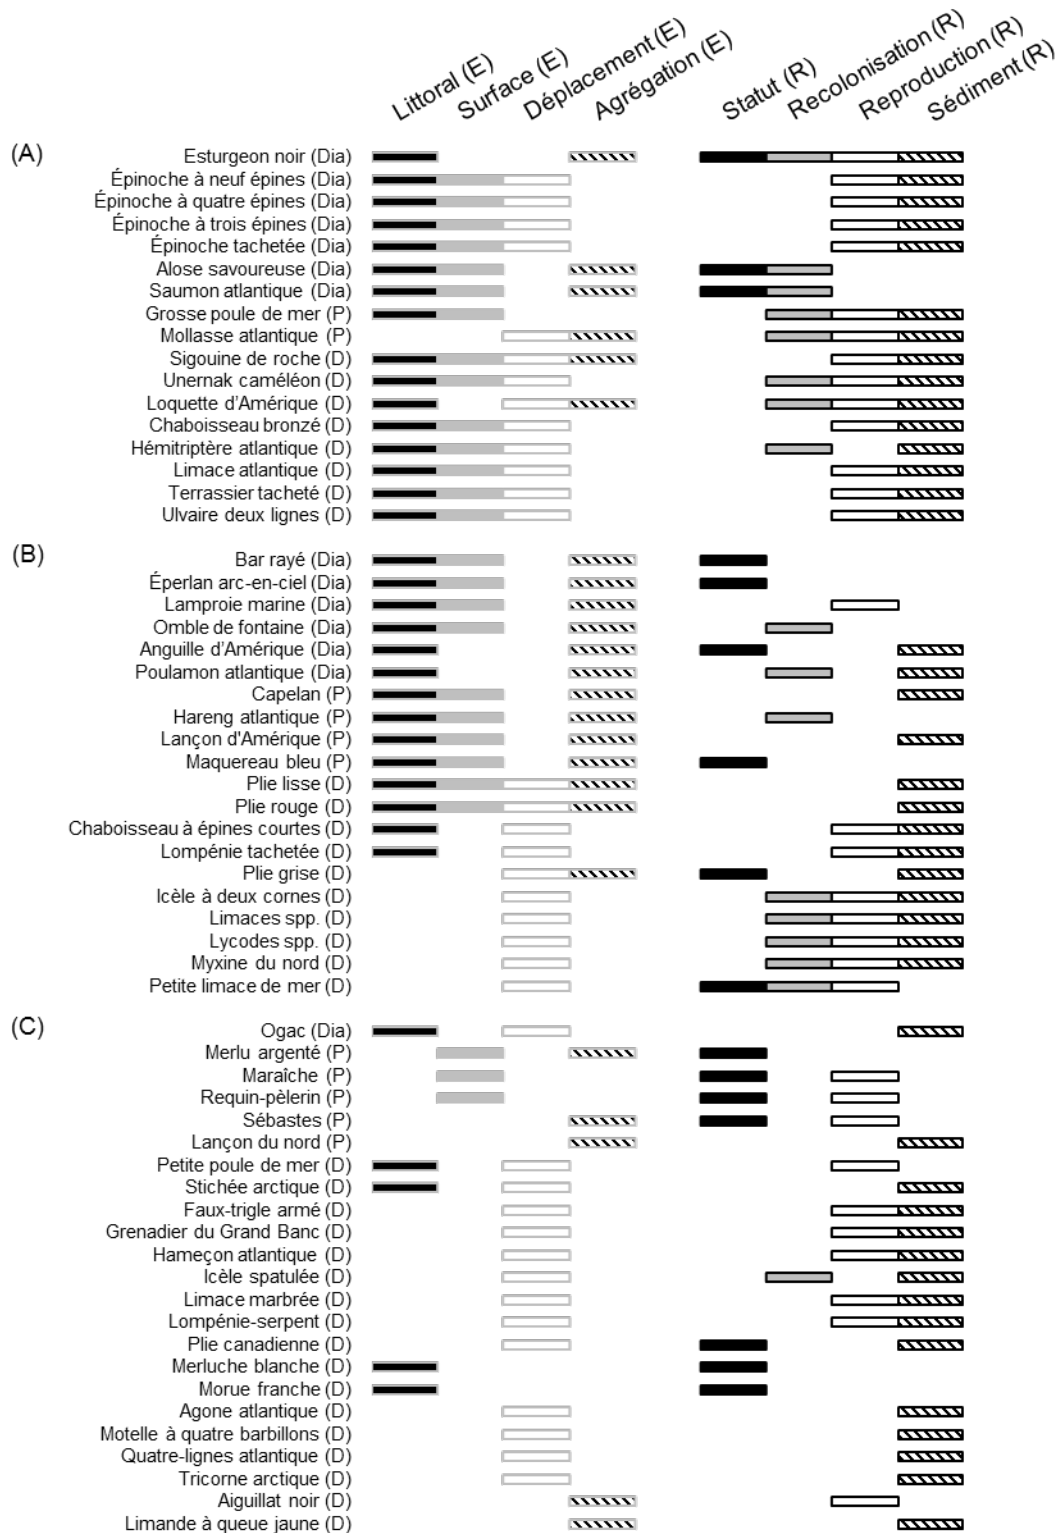 Littoral (E)
Surface (E)
Déplacement (E)
Agrégation (E)
Statut (R)
Recolonisation (R)
Reproduction (R)
Sédiment (R)
(A)
Esturgeon noir (Dia)
Épinoche à neuf épines (Dia)
Épinoche à quatre épines (Dia)
Épinoche à trois épines (Dia)
Épinoche tachetée (Dia)
Alose savoureuse (Dia)
Saumon atlantique (Dia)
Grosse poule de mer (P)
Mollasse atlantique (P)
Sigouine de roche (D)
Unernak caméléon (D)
Loquette d'Amérique (D)
Chaboisseau bronzé (D)
Hémitriptère atlantique (D)
Limace atlantique (D)
Terrassier tacheté (D)
Ulvaire deux lignes (D)
(B)
Bar rayé (Dia)
Éperlan arc-en-ciel (Dia)
Lamproie marine (Dia)
Omble de fontaine (Dia)
Anguille d'Amérique (Dia)
Poulamon atlantique (Dia)
Capelan (P)
Hareng atlantique (P)
Lançon d'Amérique (P)
Maquereau bleu (P)
Plie lisse (D)
Plie rouge (D)
Chaboisseau à épines courtes (D)
Lompénie tachetée (D)
Plie grise (D)
Icèle à deux cornes (D)
Limaces spp. (D)
Lycodes spp. (D)
Myxine du nord (D)
Petite limace de mer (D)
(C)
Ogac (Dia)
Merlu argenté (P)
Maraîche (P)
Requin-pèlerin (P)
Sébastes (P)
Lançon du nord (P)
Petite poule de mer (D)
Stichée arctique (D)
Faux-trigle armé (D)
Grenadier du Grand Banc (D)
Hameçon atlantique (D)
Icèle spatulée (D)
Limace marbrée (D)
Lompénie-serpent (D)
Plie canadienne (D)
Merluche blanche (D)
Morue franche (D)
Agone atlantique (D)
Motelle à quatre barbillons (D)
Quatre-lignes atlantique (D)
Tricorne arctique (D)
Aiguillat noir (D)
Limande à queue jaune (D)